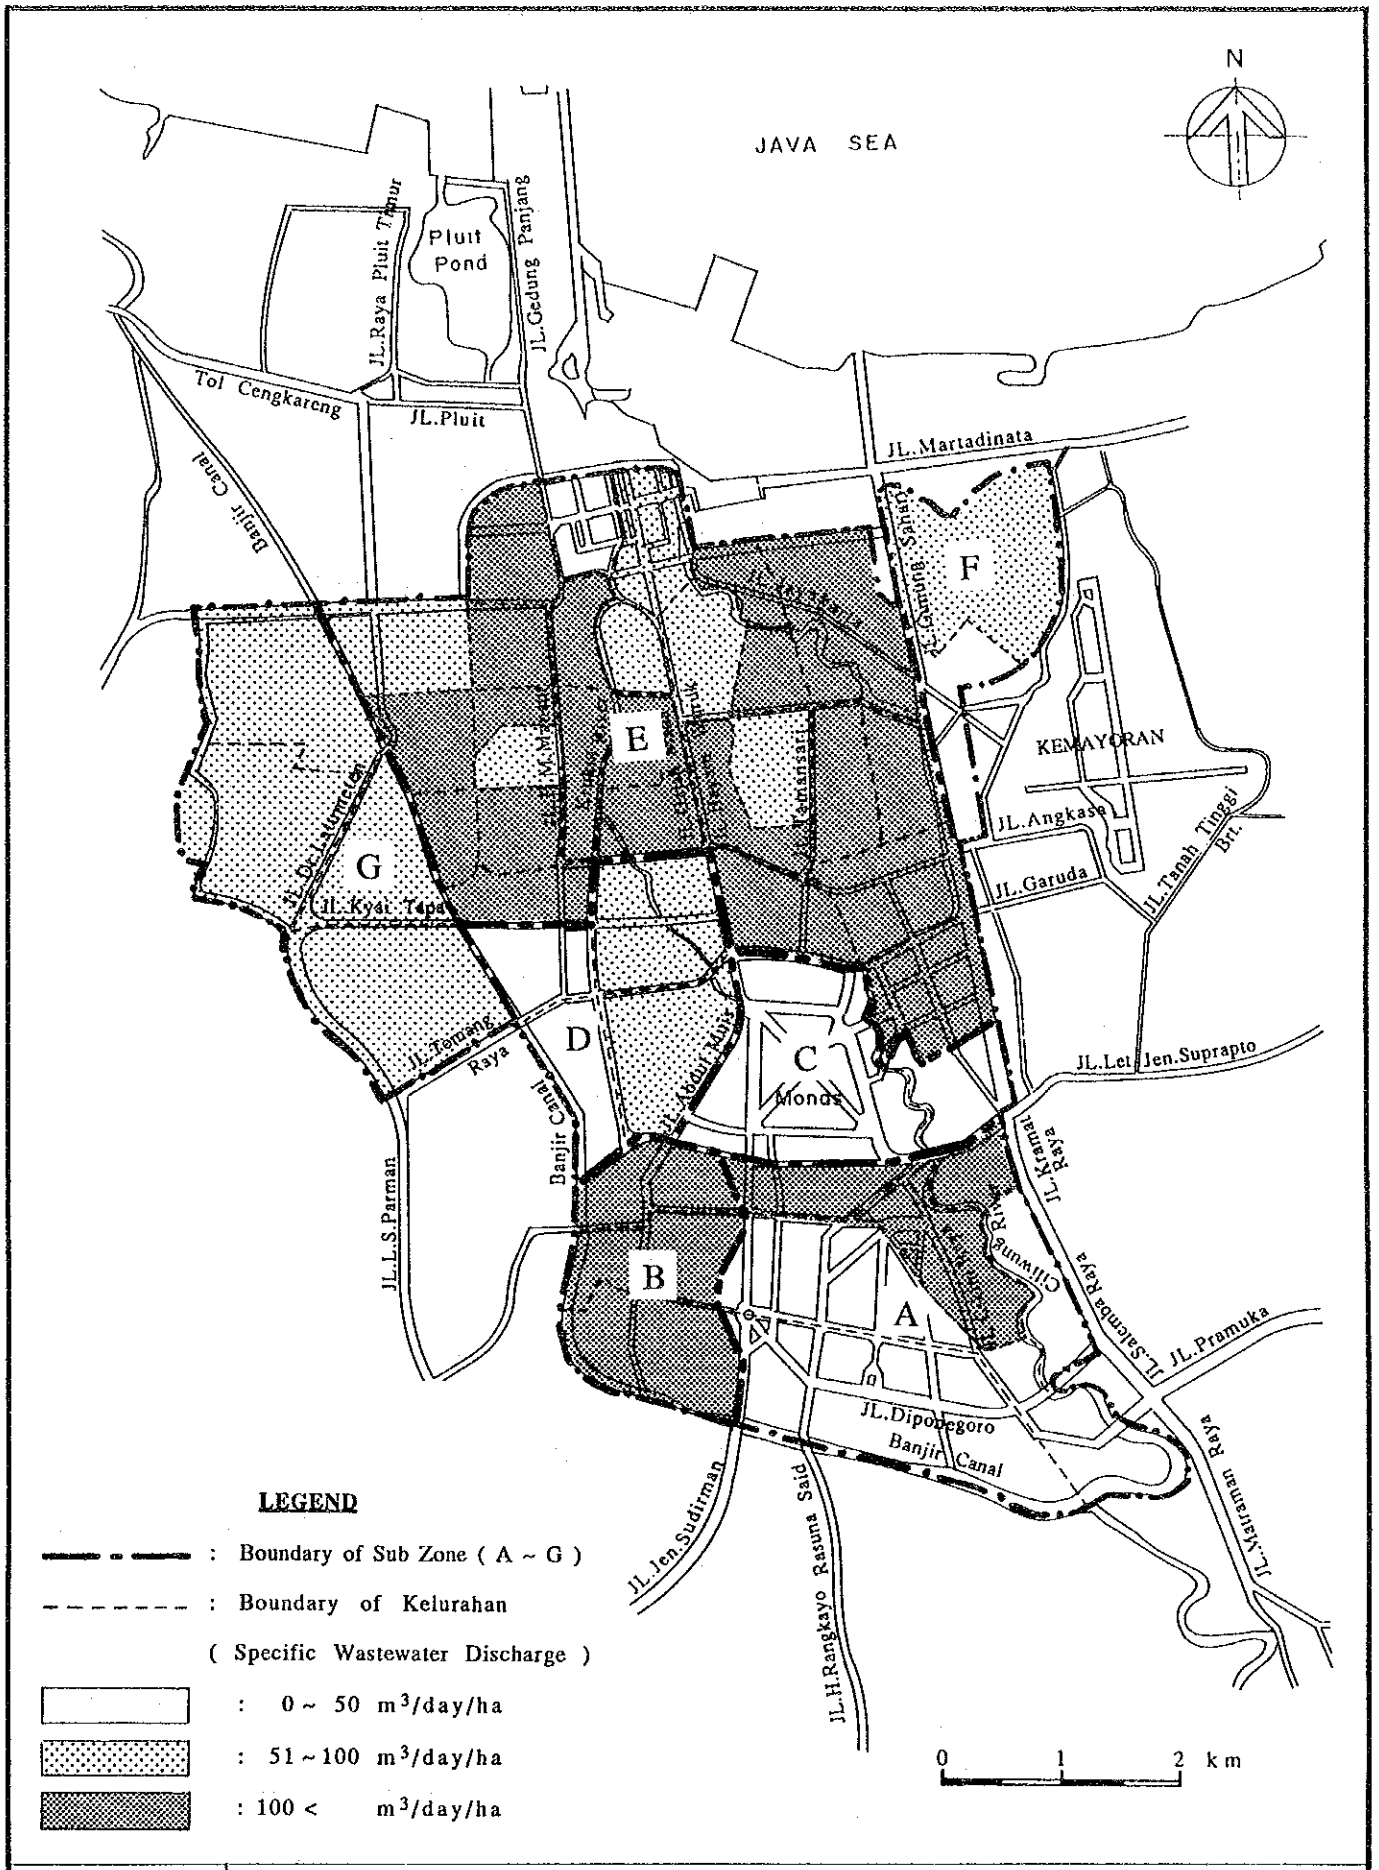 N
JAVA SEA
JL.Raya Pluit Timur
Pluit
Pond
JL.Gedung Panjang
Tol Cengkareng
JL.Pluit
Banjir Canal
JL.Martadinata
JL.Gunung Sahari
F
E
KEMAYORAN
JL.Angkasa
JL.Tanah Tinggi
Brt.
JL.Garuda
G
JL.Kyai Tapa
D
C
Monas
JL.Tomang
Raya
JL.Abdul Muis
JL.Let Jen.Suprapto
Banjir Canal
JL.L.S.Parman
JL.Kramat
Raya
Ciliwung River
B
A
JL.Salemba Raya
JL.Pramuka
JL.Diponegoro
Banjir Canal
JL.Matraman Raya
JL.Jen.Sudirman
JL.H.Rangkayo Rasuna Said
LEGEND
: Boundary of Sub Zone ( A ~ G )
: Boundary of Kelurahan
( Specific Wastewater Discharge )
: 0 ~ 50 m³/day/ha
: 51 ~ 100 m³/day/ha
: 100 < m³/day/ha
0 1 2 km